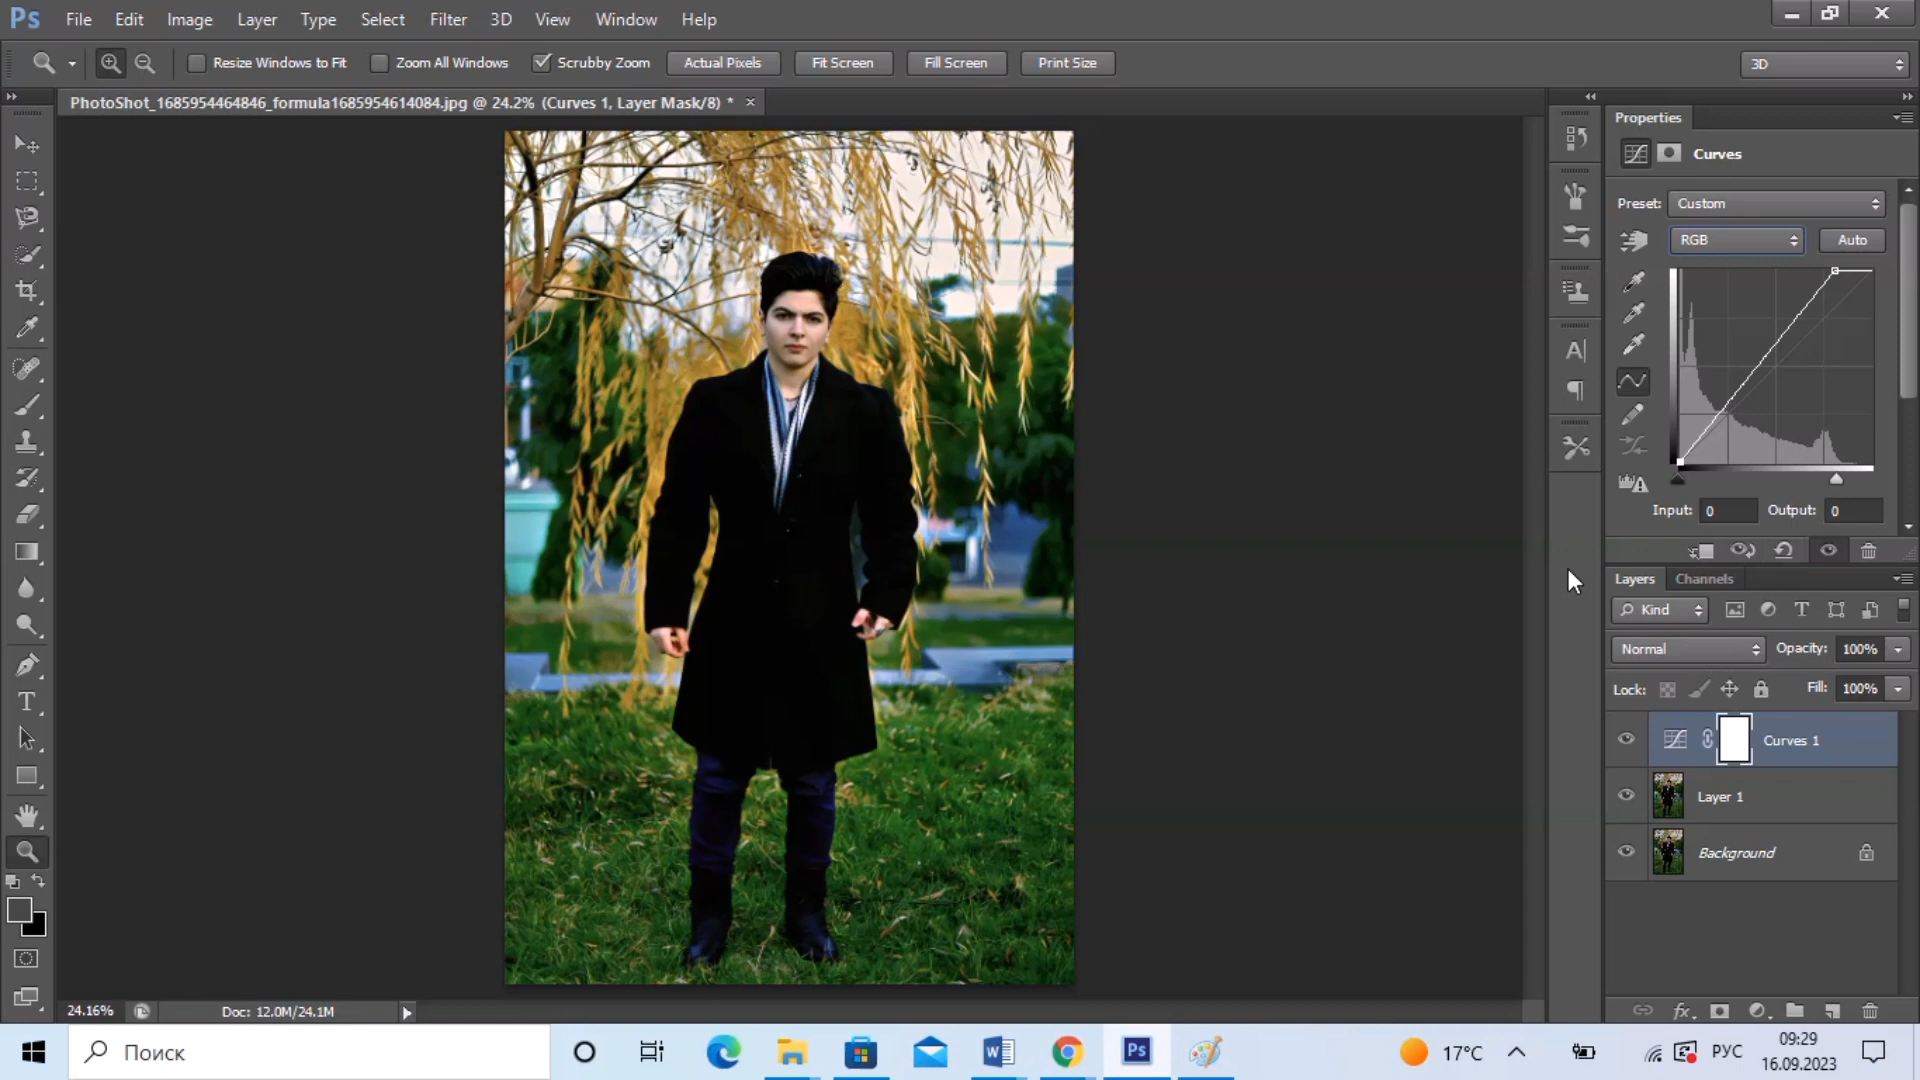 Ps File Edit Image Layer Type Select Filter 3D View Window Help
Resize Windows to Fit Zoom All Windows Scrubby Zoom Actual Pixels Fit Screen Fill Screen Print Size 3D
PhotoShot_1685954464846_formula1685954614084.jpg @ 24.2% (Curves 1, Layer Mask/8) *
Properties
Curves
Preset: Custom
RGB Auto
Input: 0 Output: 0
Layers Channels
Kind
Normal Opacity: 100%
Lock: Fill: 100%
Curves 1
Layer 1
Background
24.16% Doc: 12.0M/24.1M
Поиск
17°C
РУС
09:29
16.09.2023